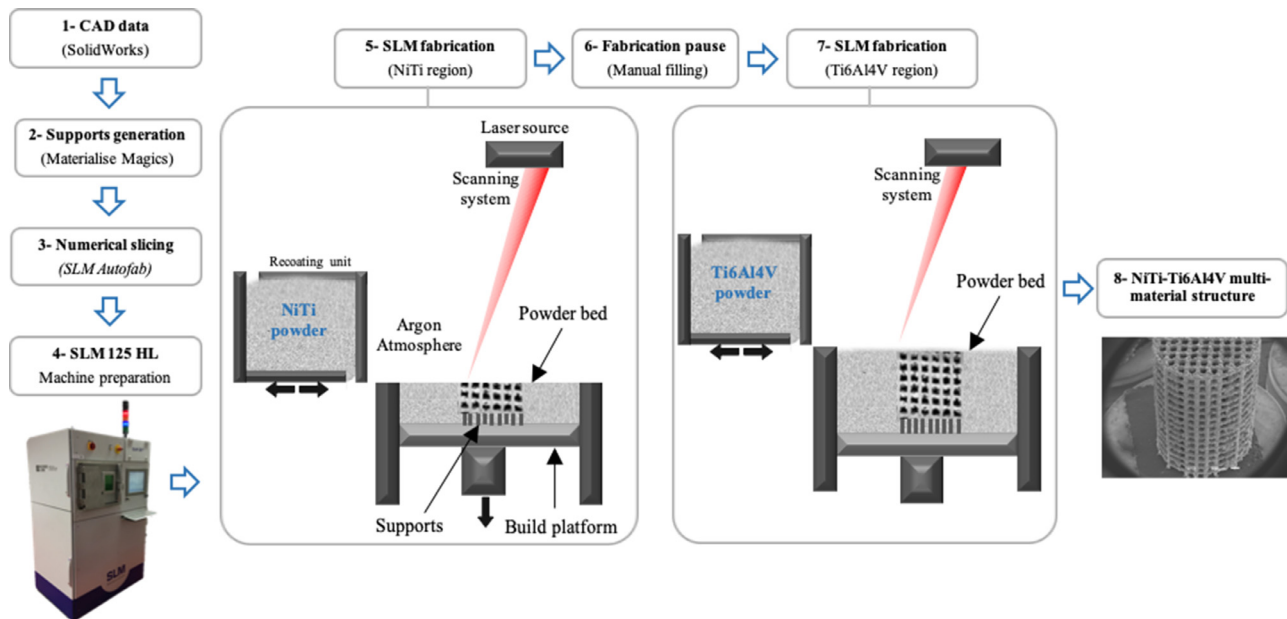 1- CAD data
(SolidWorks)
2- Supports generation
(Materialise Magics)
3- Numerical slicing
(SLM Autofab)
4- SLM 125 HL
Machine preparation
SLM
5- SLM fabrication
(NiTi region)
6- Fabrication pause
(Manual filling)
7- SLM fabrication
(Ti6Al4V region)
Laser source
Scanning
system
Recoating unit
NiTi
powder
Argon
Atmosphere
Powder bed
Supports
Build platform
Scanning
system
Ti6Al4V
powder
Powder bed
8- NiTi-Ti6Al4V multi-
material structure